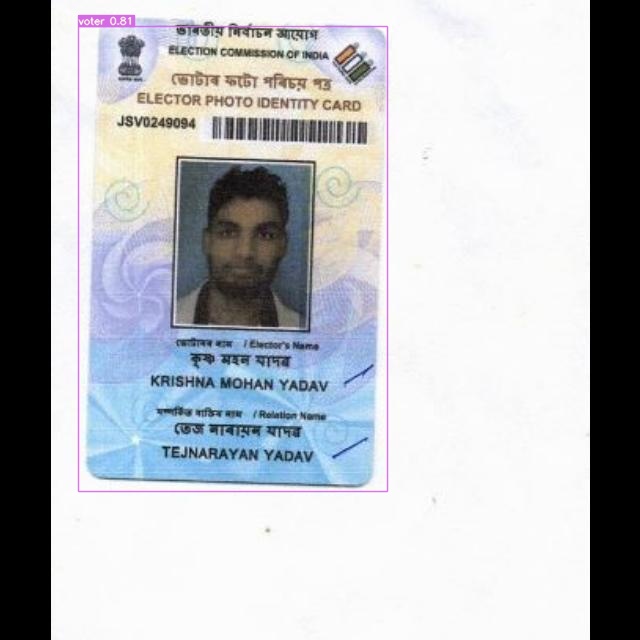 voter 0.81
ভাৰতীয় নিৰ্বাচন আয়োগ
ELECTION COMMISSION OF INDIA
ভোটাৰ ফটো পৰিচয় পত্ৰ
ELECTOR PHOTO IDENTITY CARD
JSV0249094
ভোটাৰৰ নাম / Elector's Name
কৃষ্ণ মহন যাদৱ
KRISHNA MOHAN YADAV
সম্পৰ্কিত ব্যক্তিৰ নাম / Relation Name
তেজ নাৰায়ন যাদৱ
TEJNARAYAN YADAV